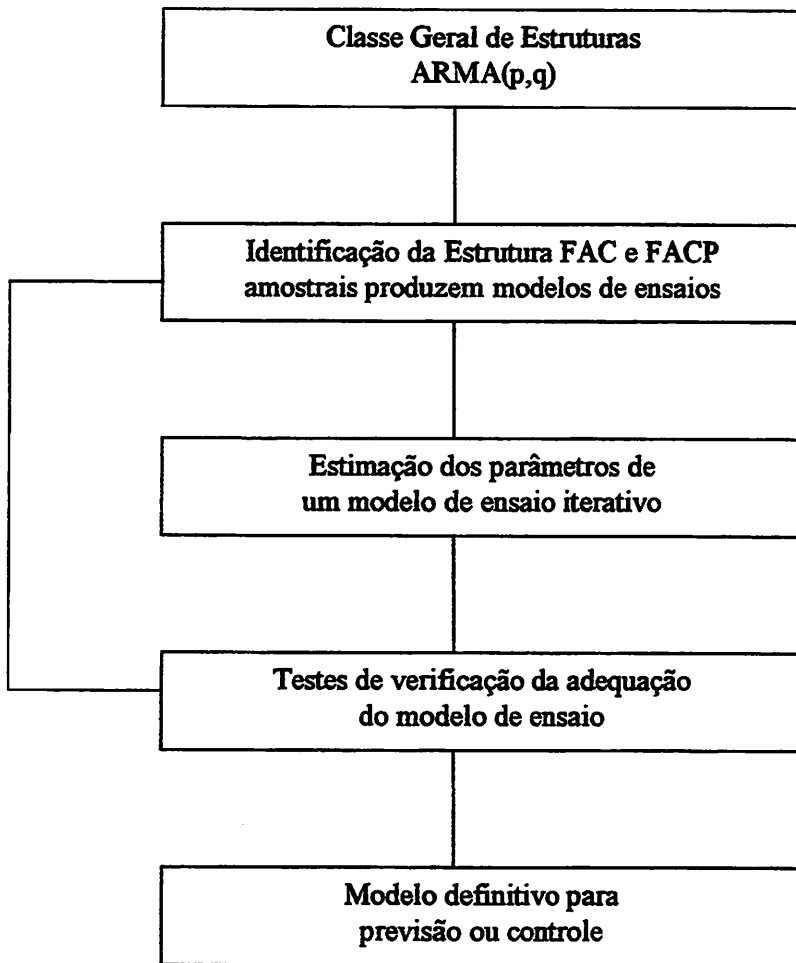 Classe Geral de Estruturas
ARMA(p,q)
Identificação da Estrutura FAC e FACP
amostrais produzem modelos de ensaios
Estimação dos parâmetros de
um modelo de ensaio iterativo
Testes de verificação da adequação
do modelo de ensaio
Modelo definitivo para
previsão ou controle